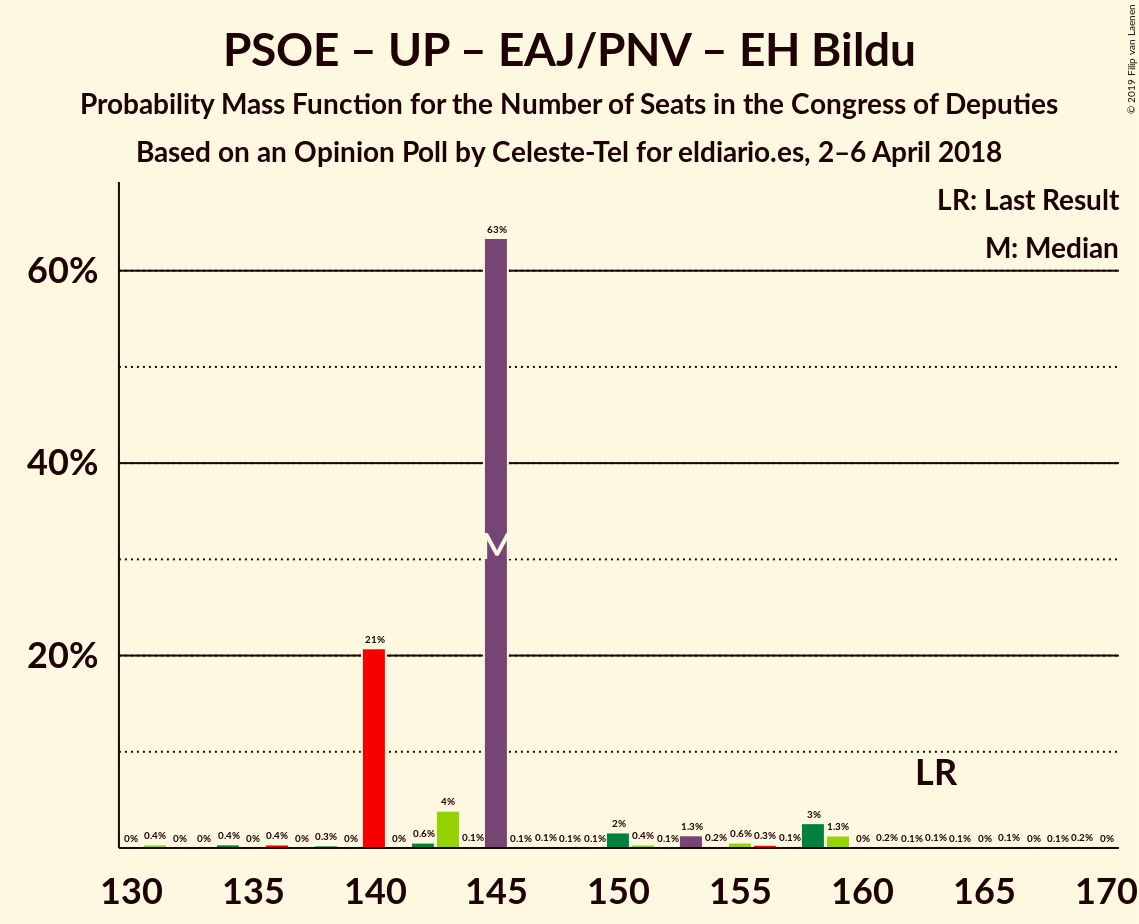 PSOE – UP – EAJ/PNV – EH Bildu
Probability Mass Function for the Number of Seats in the Congress of Deputies
Based on an Opinion Poll by Celeste-Tel for eldiario.es, 2–6 April 2018
© 2019 Filip van Laenen
LR: Last Result
M: Median
60%
40%
20%
63%
M
21%
LR
0% 0.4% 0% 0% 0.4% 0% 0.4% 0% 0.3% 0% 0% 0.6% 4% 0.1% 0.1% 0.1% 0.1% 0.1% 2% 0.4% 0.1% 1.3% 0.2% 0.6% 0.3% 0.1% 3% 1.3% 0% 0.2% 0.1% 0.1% 0.1% 0% 0.1% 0% 0.1% 0.2% 0%
130 135 140 145 150 155 160 165 170